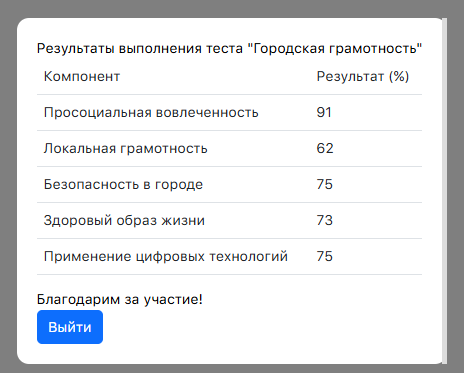 Результаты выполнения теста "Городская грамотность"
Компонент Результат (%)
Просоциальная вовлеченность 91
Локальная грамотность 62
Безопасность в городе 75
Здоровый образ жизни 73
Применение цифровых технологий 75
Благодарим за участие!
Выйти